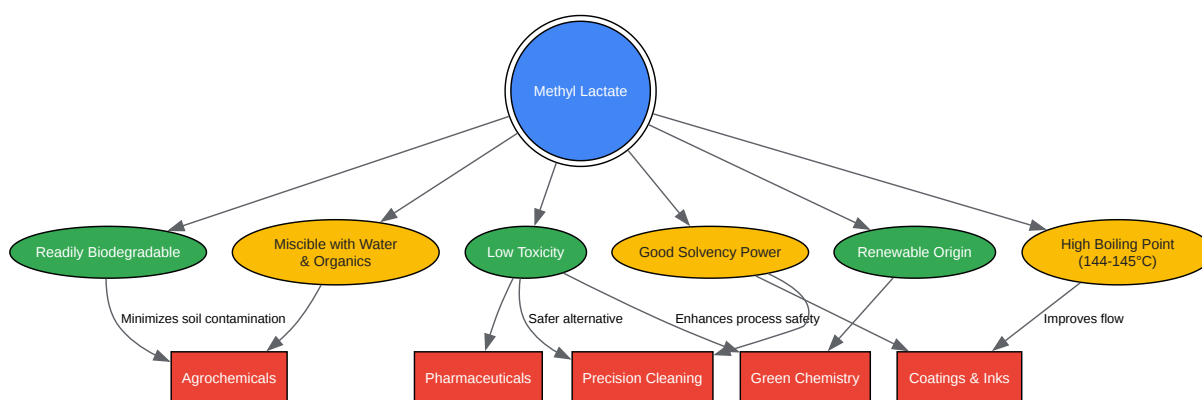 Methyl Lactate
Readily Biodegradable
Miscible with Water
& Organics
Low Toxicity
Good Solvency Power
Renewable Origin
High Boiling Point
(144-145°C)
Minimizes soil contamination
Safer alternative
Enhances process safety
Improves flow
Agrochemicals
Pharmaceuticals
Precision Cleaning
Green Chemistry
Coatings & Inks